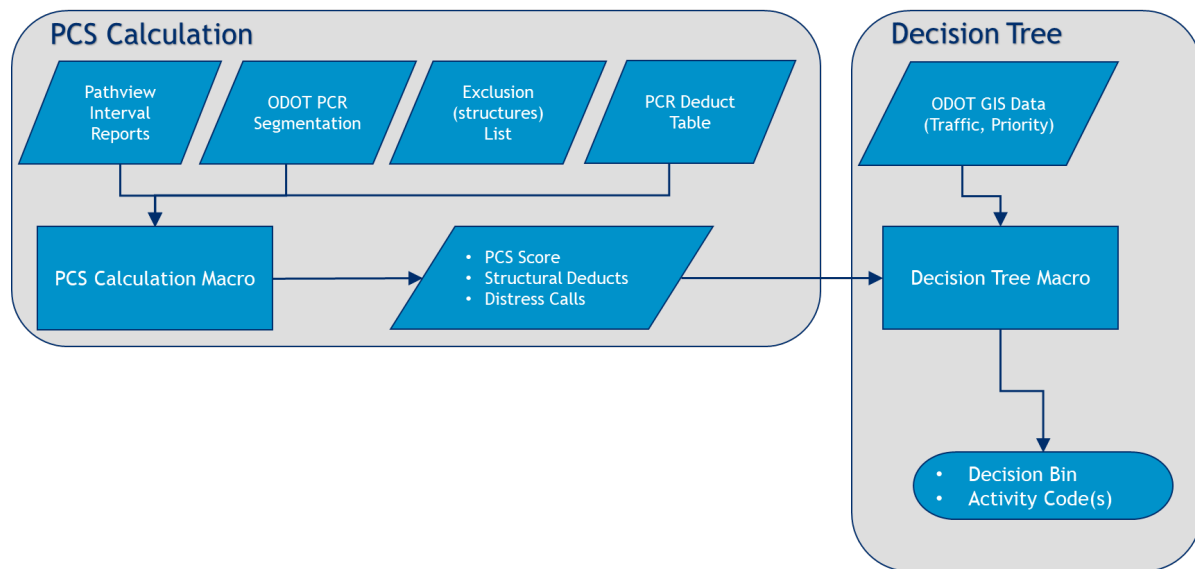 PCS Calculation
Pathview
Interval
Reports
ODOT PCR
Segmentation
Exclusion
(structures)
List
PCR Deduct
Table
PCS Calculation Macro
• PCS Score
• Structural Deducts
• Distress Calls
Decision Tree
ODOT GIS Data
(Traffic, Priority)
Decision Tree Macro
• Decision Bin
• Activity Code(s)